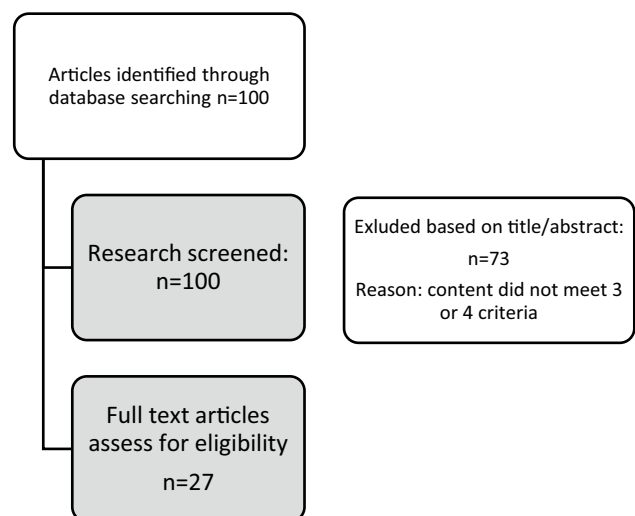 Articles identified through
database searching n=100
Research screened:
n=100
Exluded based on title/abstract:
n=73
Reason: content did not meet 3
or 4 criteria
Full text articles
assess for eligibility
n=27